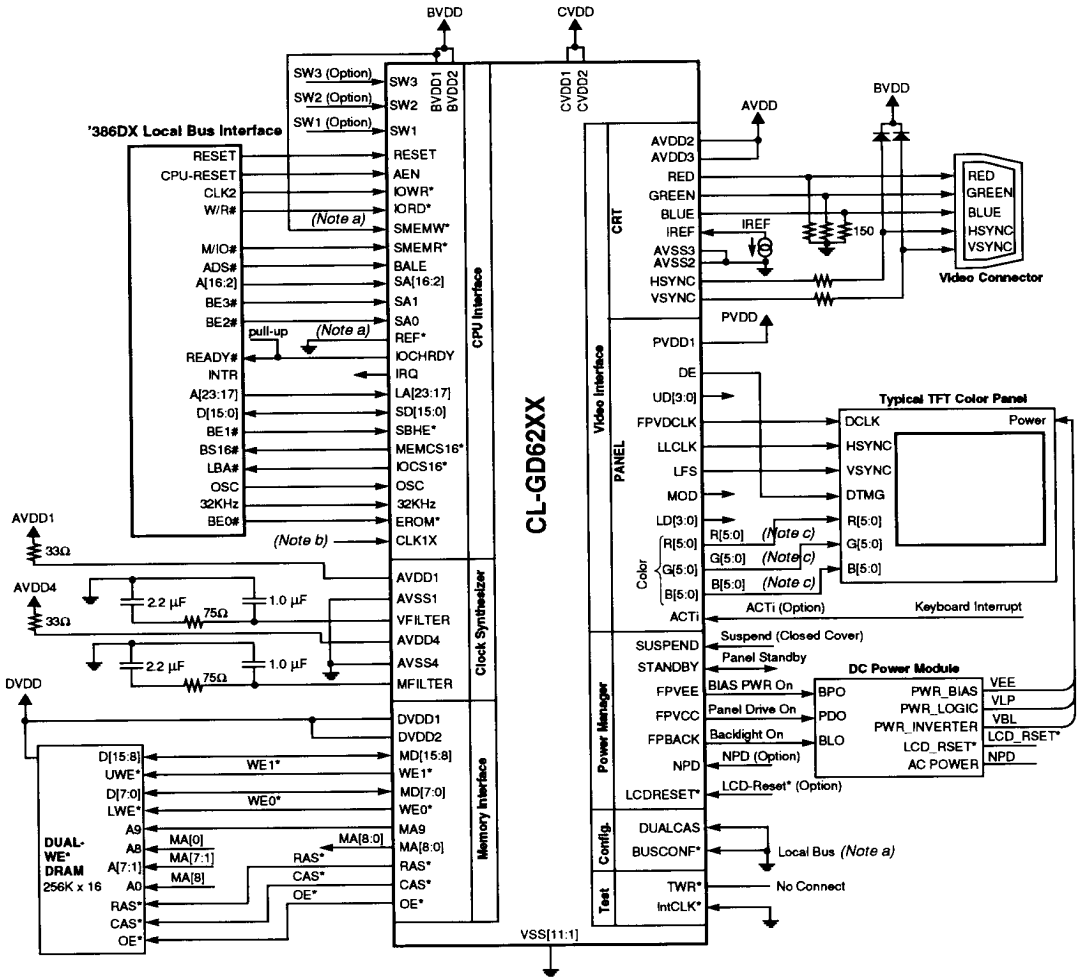 BVDD
CVDD
SW3 (Option)
SW3
BVDD1
BVDD2
CVDD1
CVDD2
SW2 (Option)
SW2
SW1 (Option)
SW1
'386DX Local Bus Interface
RESET
RESET
CPU-RESET
AEN
CLK2
IOWR*
W/R#
IORD*
(Note a)
SMEMW*
M/IO#
SMEMR*
ADS#
BALE
A[16:2]
SA[16:2]
BE3#
SA1
BE2#
SA0
pull-up
(Note a)
REF*
READY#
IOCHRDY
INTR
IRQ
A[23:17]
LA[23:17]
D[15:0]
SD[15:0]
BE1#
SBHE*
BS16#
MEMCS16*
LBA#
IOCS16*
OSC
OSC
32KHz
32KHz
BE0#
EROM*
(Note b)
CLK1X
CPU Interface
AVDD1
33Ω
AVDD1
AVSS1
2.2 µF
75Ω
1.0 µF
VFILTER
AVDD4
33Ω
AVDD4
AVSS4
2.2 µF
75Ω
1.0 µF
MFILTER
Clock Synthesizer
DVDD
DVDD1
DVDD2
D[15:8]
MD[15:8]
UWE*
WE1*
WE1*
D[7:0]
MD[7:0]
LWE*
WE0*
WE0*
A9
MA9
A8
MA[0]
MA[8:0]
MA[8:0]
A[7:1]
MA[7:1]
RAS*
RAS*
A0
MA[8]
CAS*
CAS*
RAS*
OE*
OE*
CAS*
OE*
DUAL-
WE*
DRAM
256K x 16
Memory Interface
CL-GD62XX
VSS[11:1]
Video Interface
CRT
AVDD
AVDD2
AVDD3
RED
GREEN
BLUE
IREF
IREF
AVSS3
AVSS2
HSYNC
VSYNC
BVDD
150
RED
GREEN
BLUE
HSYNC
VSYNC
Video Connector
PANEL
PVDD
PVDD1
DE
UD[3:0]
FPVDCLK
LLCLK
LFS
MOD
LD[3:0]
Color
R[5:0]
R[5:0]
(Note c)
G[5:0]
G[5:0]
(Note c)
B[5:0]
B[5:0]
(Note c)
ACTi
ACTi (Option)
Keyboard Interrupt
Typical TFT Color Panel
DCLK
Power
HSYNC
VSYNC
DTMG
R[5:0]
G[5:0]
B[5:0]
Power Manager
SUSPEND
Suspend (Closed Cover)
STANDBY
Panel Standby
FPVEE
BIAS PWR On
FPVCC
Panel Drive On
FPBACK
Backlight On
NPD
NPD (Option)
LCDRESET*
LCD-Reset* (Option)
DC Power Module
BPO
PWR_BIAS
VEE
PDO
PWR_LOGIC
VLP
BLO
PWR_INVERTER
VBL
LCD_RSET*
LCD_RSET*
AC POWER
NPD
Config.
DUALCAS
BUSCONF*
Local Bus (Note a)
Test
TWR*
No Connect
IntCLK*